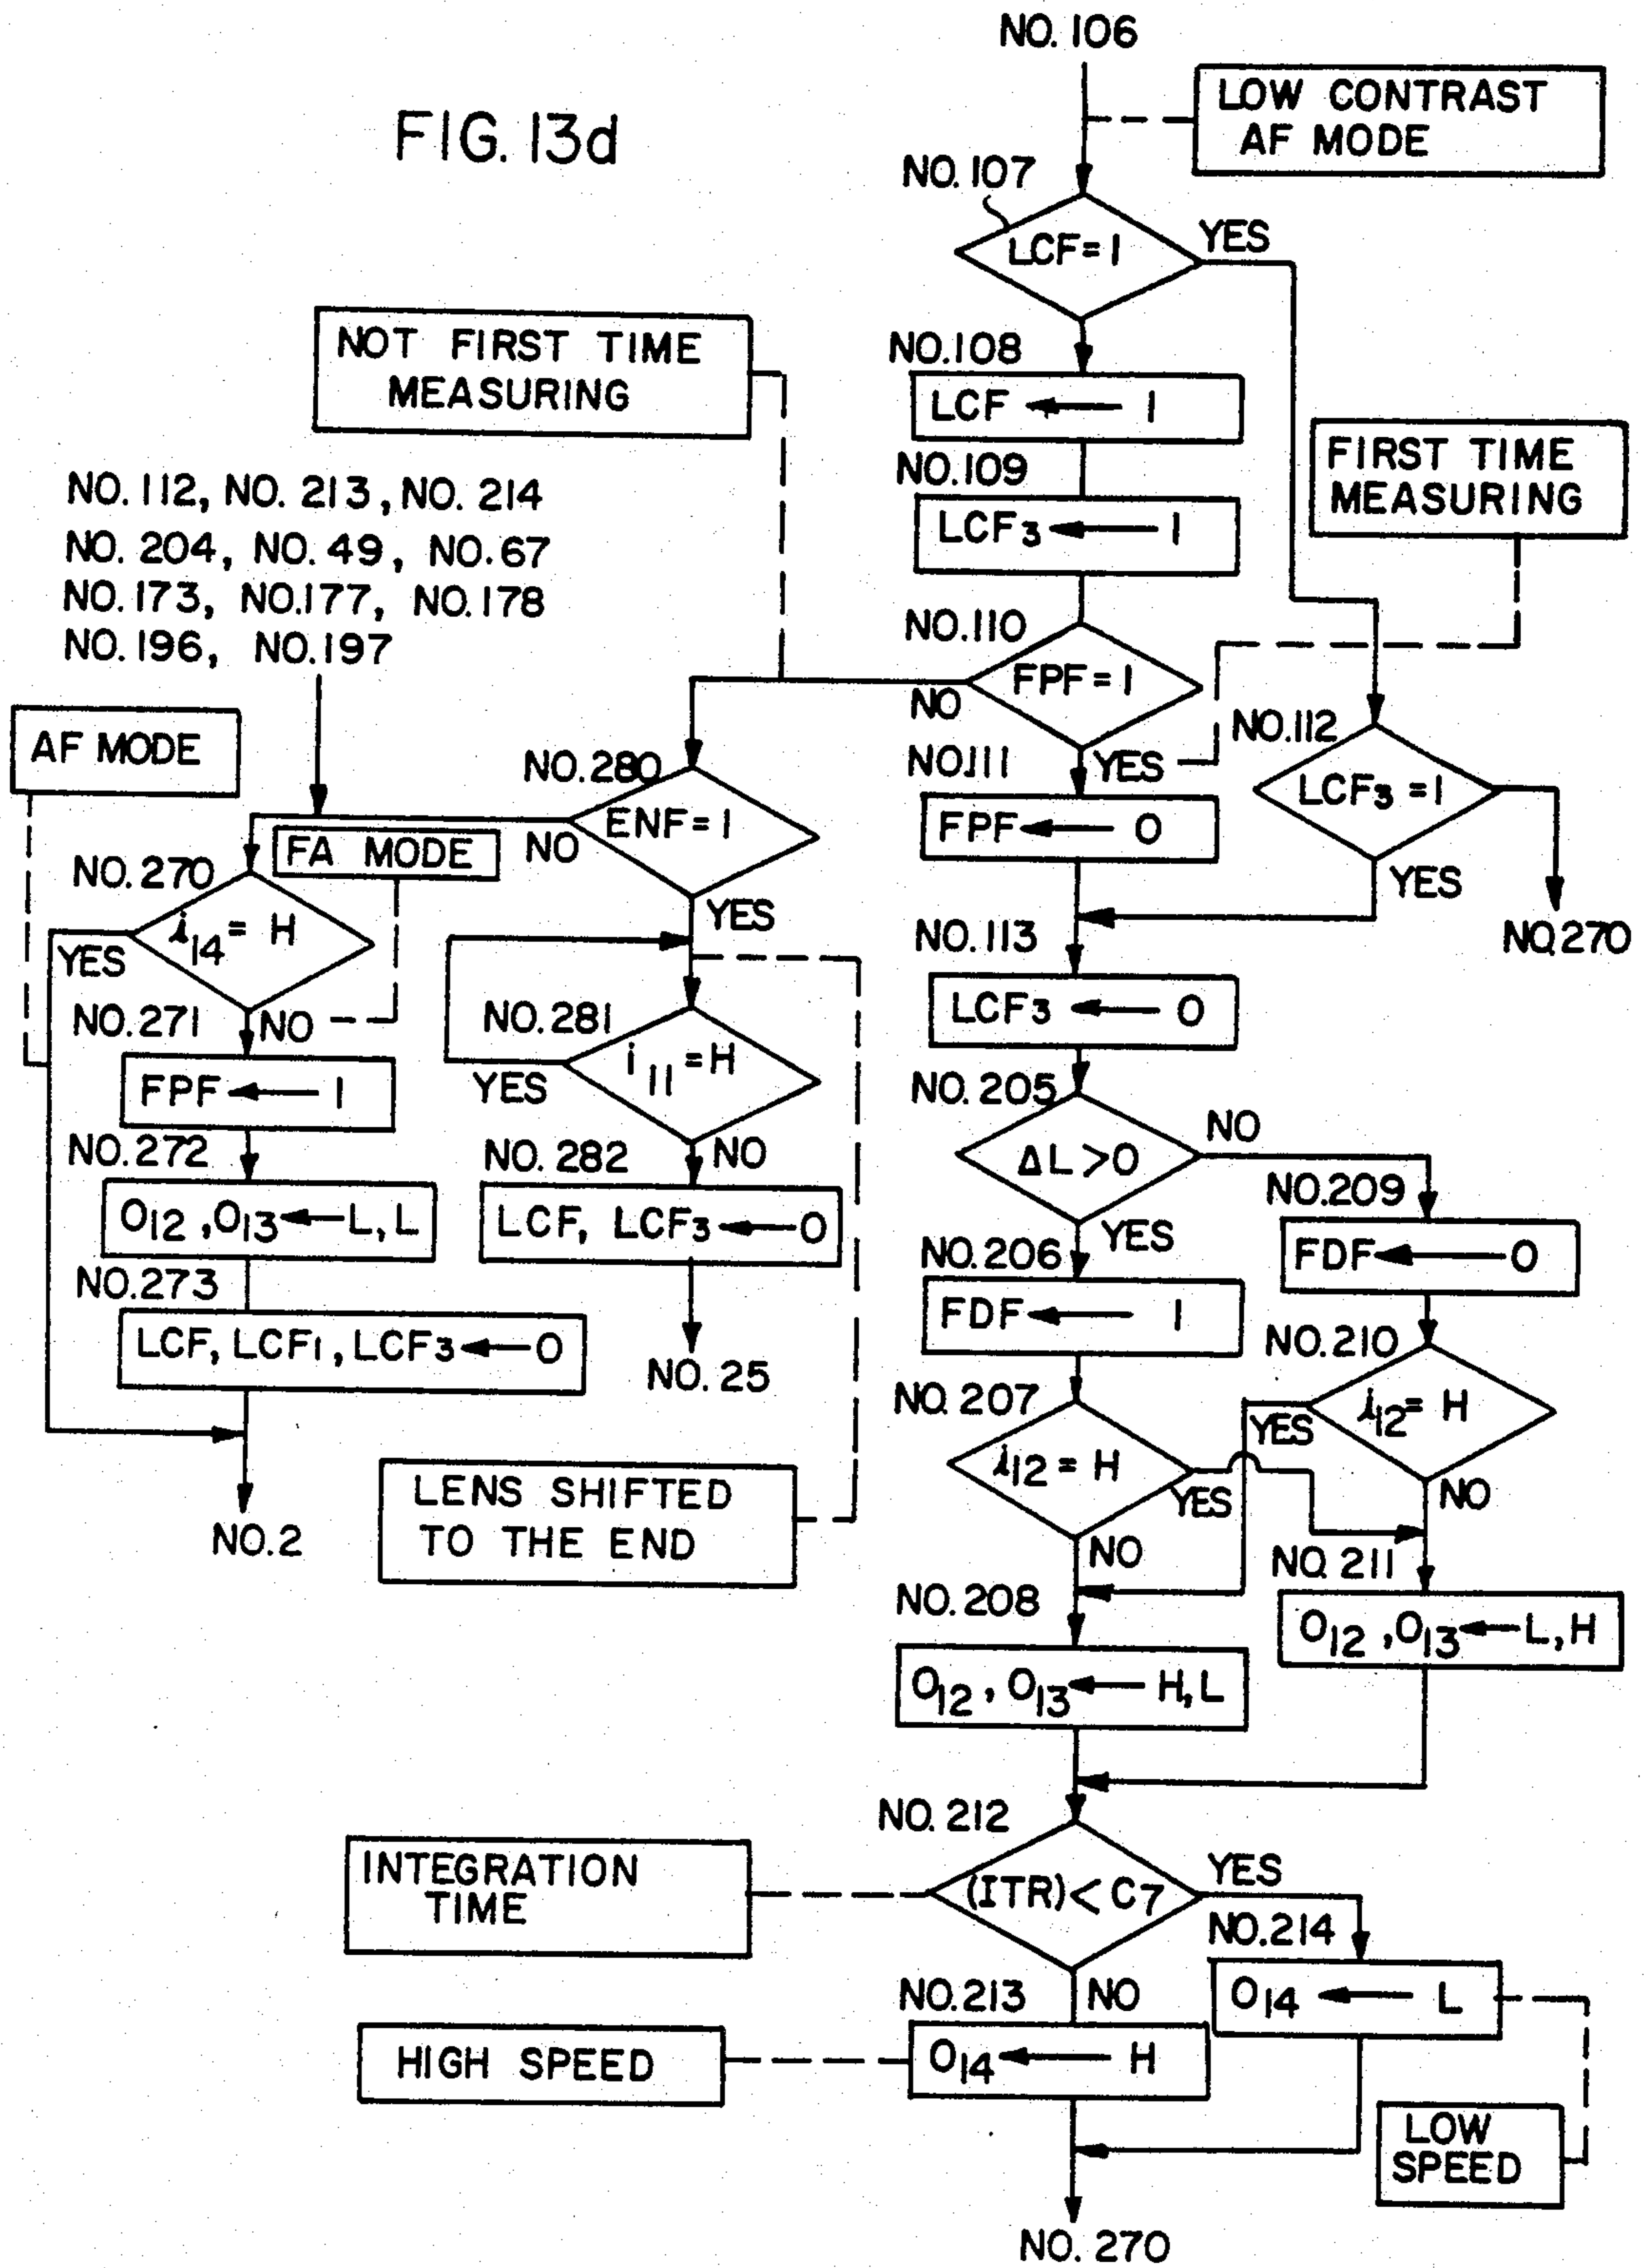 FIG. 13d
NO. 106
LOW CONTRAST
AF MODE
NO. 107
LCF = 1
YES
NOT FIRST TIME
MEASURING
NO. 108
LCF ← 1
FIRST TIME
MEASURING
NO. 109
LCF3 ← 1
NO. 112, NO. 213, NO. 214
NO. 204, NO. 49, NO. 67
NO. 173, NO. 177, NO. 178
NO. 196, NO. 197
NO. 110
FPF = 1
NO
YES
NO. 112
LCF3 = 1
YES
NO. 270
AF MODE
NO. 280
ENF = 1
NO
YES
NO. 111
FPF ← 0
FA MODE
NO. 270
i14 = H
YES
NO
NO. 113
LCF3 ← 0
NO. 271
FPF ← 1
NO. 281
i11 = H
YES
NO
NO. 205
ΔL > 0
NO
YES
NO. 272
O12, O13 ← L, L
NO. 282
LCF, LCF3 ← 0
NO. 209
FDF ← 0
NO. 206
FDF ← 1
NO. 273
LCF, LCF1, LCF3 ← 0
NO. 25
NO. 210
i12 = H
YES
NO
NO. 207
i12 = H
YES
NO
NO. 2
LENS SHIFTED
TO THE END
NO. 211
O12, O13 ← L, H
NO. 208
O12, O13 ← H, L
NO. 212
(ITR) < C7
YES
NO
INTEGRATION
TIME
NO. 214
O14 ← L
NO. 213
O14 ← H
HIGH SPEED
LOW
SPEED
NO. 270